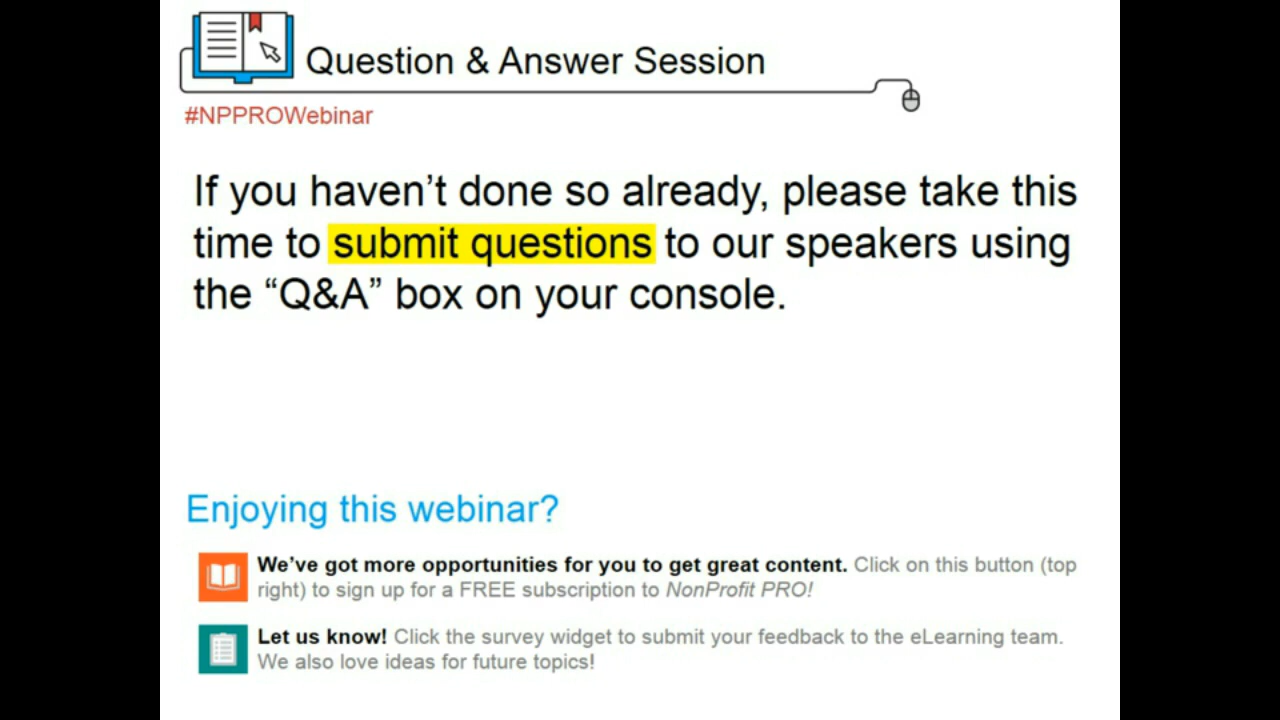 Question & Answer Session
#NPPROWebinar
If you haven’t done so already, please take this
time to submit questions to our speakers using
the “Q&A” box on your console.
Enjoying this webinar?
We’ve got more opportunities for you to get great content. Click on this button (top
right) to sign up for a FREE subscription to NonProfit PRO!
Let us know! Click the survey widget to submit your feedback to the eLearning team.
We also love ideas for future topics!